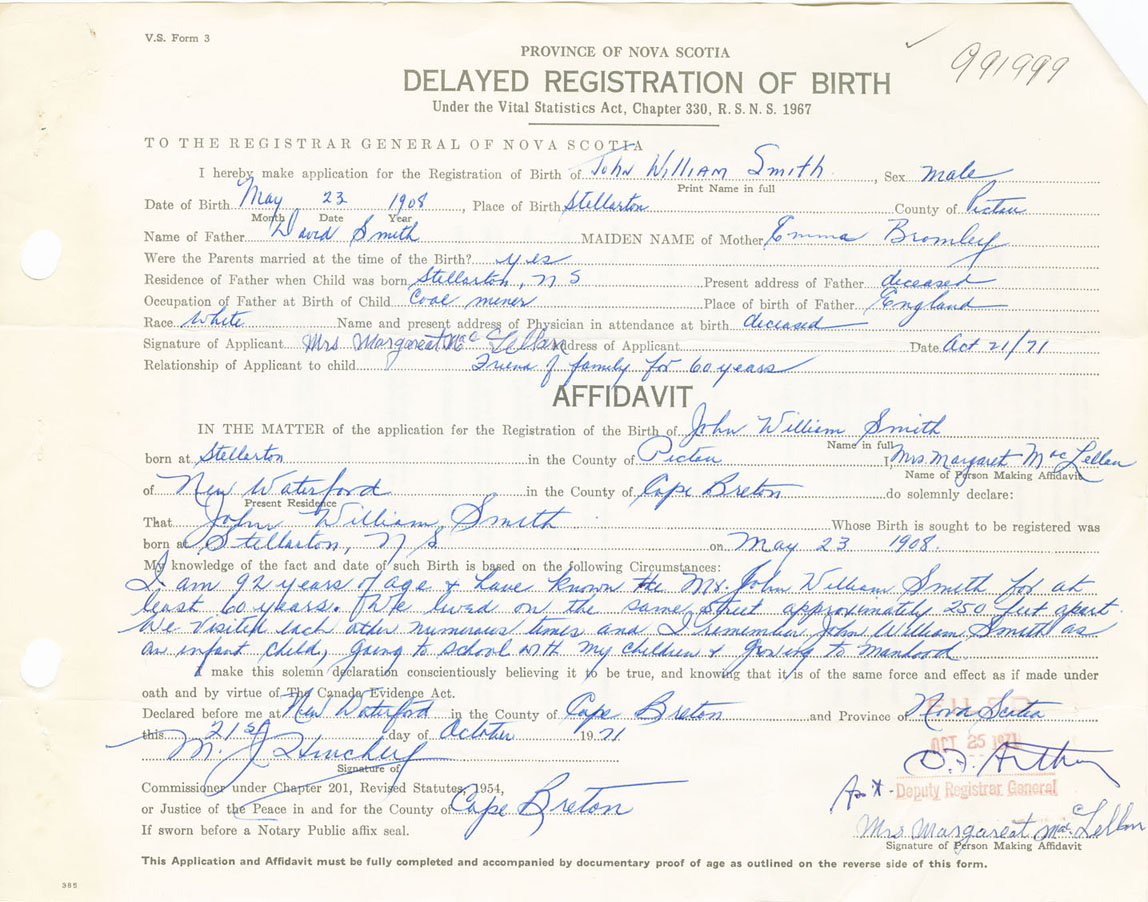 V.S. Form 3
PROVINCE OF NOVA SCOTIA
991999
DELAYED REGISTRATION OF BIRTH
Under the Vital Statistics Act, Chapter 330, R.S.N.S. 1967
TO THE REGISTRAR GENERAL OF NOVA SCOTIA
I hereby make application for the Registration of Birth of John William Smith, Sex male
Print Name in full
Date of Birth May 23 1908, Place of Birth Stellarton County of Pictou
Month Date Year
Name of Father David Smith MAIDEN NAME of Mother Emma Bromley
Were the Parents married at the time of the Birth? yes
Residence of Father when Child was born Stellarton, NS Present address of Father deceased
Occupation of Father at Birth of Child Coal miner Place of birth of Father England
Race White Name and present address of Physician in attendance at birth deceased
Signature of Applicant Mrs Margareat McLellan Address of Applicant Date Oct 21/71
Relationship of Applicant to child Friend of family for 60 years
AFFIDAVIT
IN THE MATTER of the application for the Registration of the Birth of John William Smith
Name in full
born at Stellarton in the County of Pictou I, Mrs Margaret MacLellan
Name of Person Making Affidavit
of New Waterford in the County of Cape Breton do solemnly declare:
Present Residence
That John William Smith Whose Birth is sought to be registered was
born at Stellarton, NS on May 23 1908.
My knowledge of the fact and date of such Birth is based on the following Circumstances:
I am 92 years of age & have known the Mr. John William Smith for at
least 60 years. We lived on the same street approximately 250 feet apart.
We visited each other numerous times and I remember John William Smith as
an infant child, going to school with my children & growing to manhood
I make this solemn declaration conscientiously believing it to be true, and knowing that it is of the same force and effect as if made under
oath and by virtue of The Canada Evidence Act.
Declared before me at New Waterford in the County of Cape Breton and Province of Nova Scotia
this 21st day of October 1971
OCT 25 1971
M. J. Hinchey
Signature of
Commissioner under Chapter 201, Revised Statutes, 1954,
Deputy Registrar General
or Justice of the Peace in and for the County of Cape Breton
If sworn before a Notary Public affix seal.
Mrs Margareat MacLellan
Signature of Person Making Affidavit
This Application and Affidavit must be fully completed and accompanied by documentary proof of age as outlined on the reverse side of this form.
385